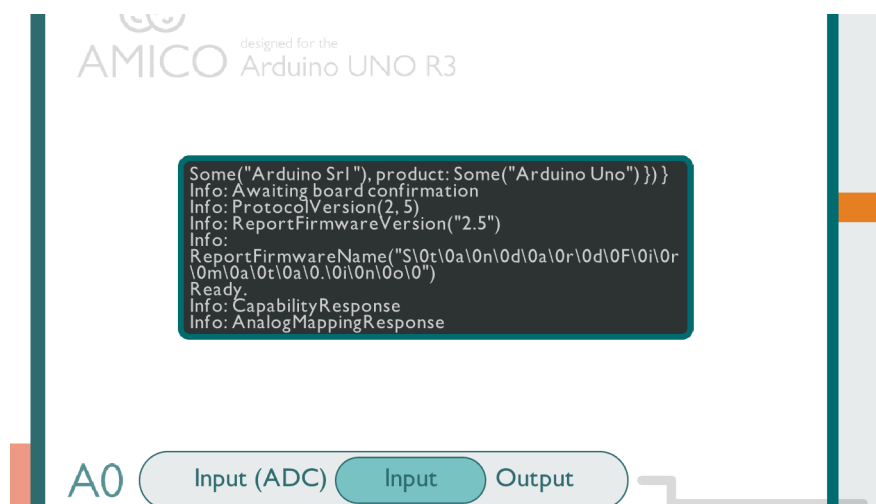 AMICO designed for the
Arduino UNO R3
Some("Arduino Srl"), product: Some("Arduino Uno") }) }
Info: Awaiting board confirmation
Info: ProtocolVersion(2, 5)
Info: ReportFirmwareVersion("2.5")
Info:
ReportFirmwareName("S\0t\0a\0n\0d\0a\0r\0d\0F\0i\0r
\0m\0a\0t\0a\0.\0i\0n\0o\0")
Ready.
Info: CapabilityResponse
Info: AnalogMappingResponse
A0 Input (ADC) Input Output